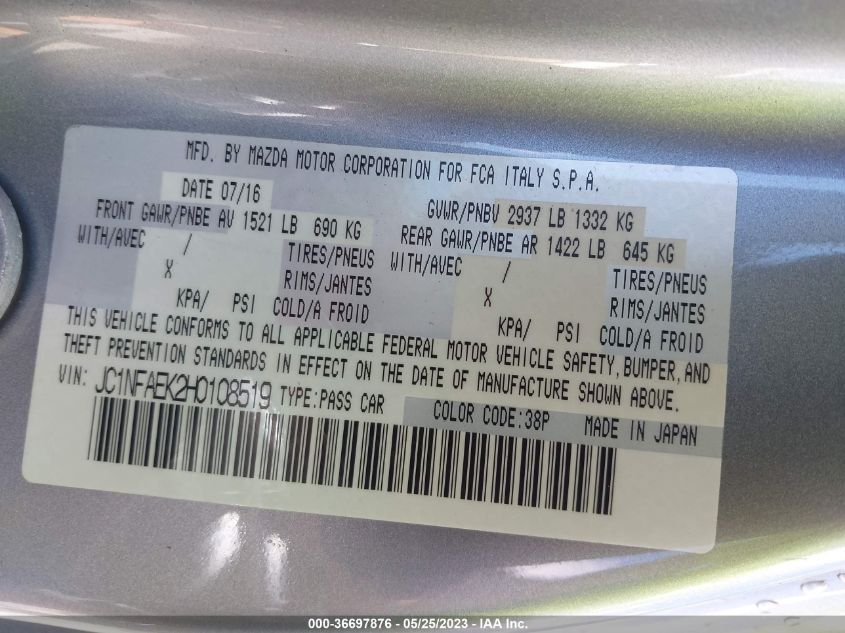 MFD. BY MAZDA MOTOR CORPORATION FOR FCA ITALY S.P.A.
DATE 07/16 GVWR/PNBV 2937 LB 1332 KG
FRONT GAWR/PNBE AV 1521 LB 690 KG REAR GAWR/PNBE AR 1422 LB 645 KG
WITH/AVEC / TIRES/PNEUS WITH/AVEC / TIRES/PNEUS
X RIMS/JANTES X RIMS/JANTES
KPA/ PSI COLD/A FROID KPA/ PSI COLD/A FROID
THIS VEHICLE CONFORMS TO ALL APPLICABLE FEDERAL MOTOR VEHICLE SAFETY, BUMPER, AND
THEFT PREVENTION STANDARDS IN EFFECT ON THE DATE OF MANUFACTURE SHOWN ABOVE.
VIN: JC1NFAEK2H0108519 TYPE:PASS CAR COLOR CODE:38P MADE IN JAPAN
000-36697876 / 05/25/2023 - IAA Inc.